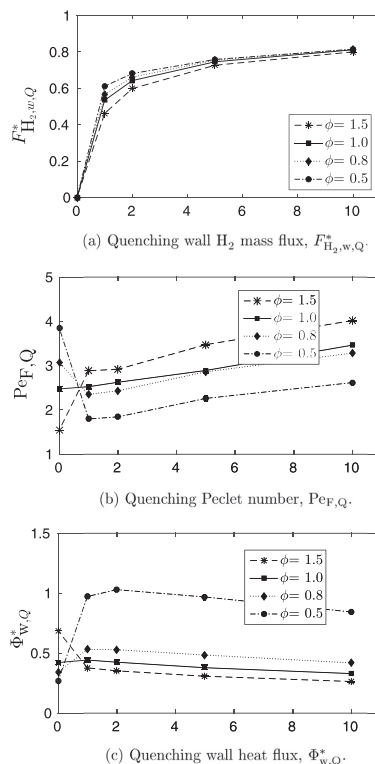 1
0.8
0.6
0.4
0.2
0
F*H₂,w,Q
ϕ= 1.5
ϕ= 1.0
ϕ= 0.8
ϕ= 0.5
0 2 4 6 8 10
(a) Quenching wall H₂ mass flux, F*H₂,w,Q.
5
4
3
2
1
PeF,Q
ϕ= 1.5
ϕ= 1.0
ϕ= 0.8
ϕ= 0.5
0 2 4 6 8 10
(b) Quenching Peclet number, PeF,Q.
1.5
1
0.5
0
Φ*W,Q
ϕ= 1.5
ϕ= 1.0
ϕ= 0.8
ϕ= 0.5
0 2 4 6 8 10
(c) Quenching wall heat flux, Φ*w,Q.